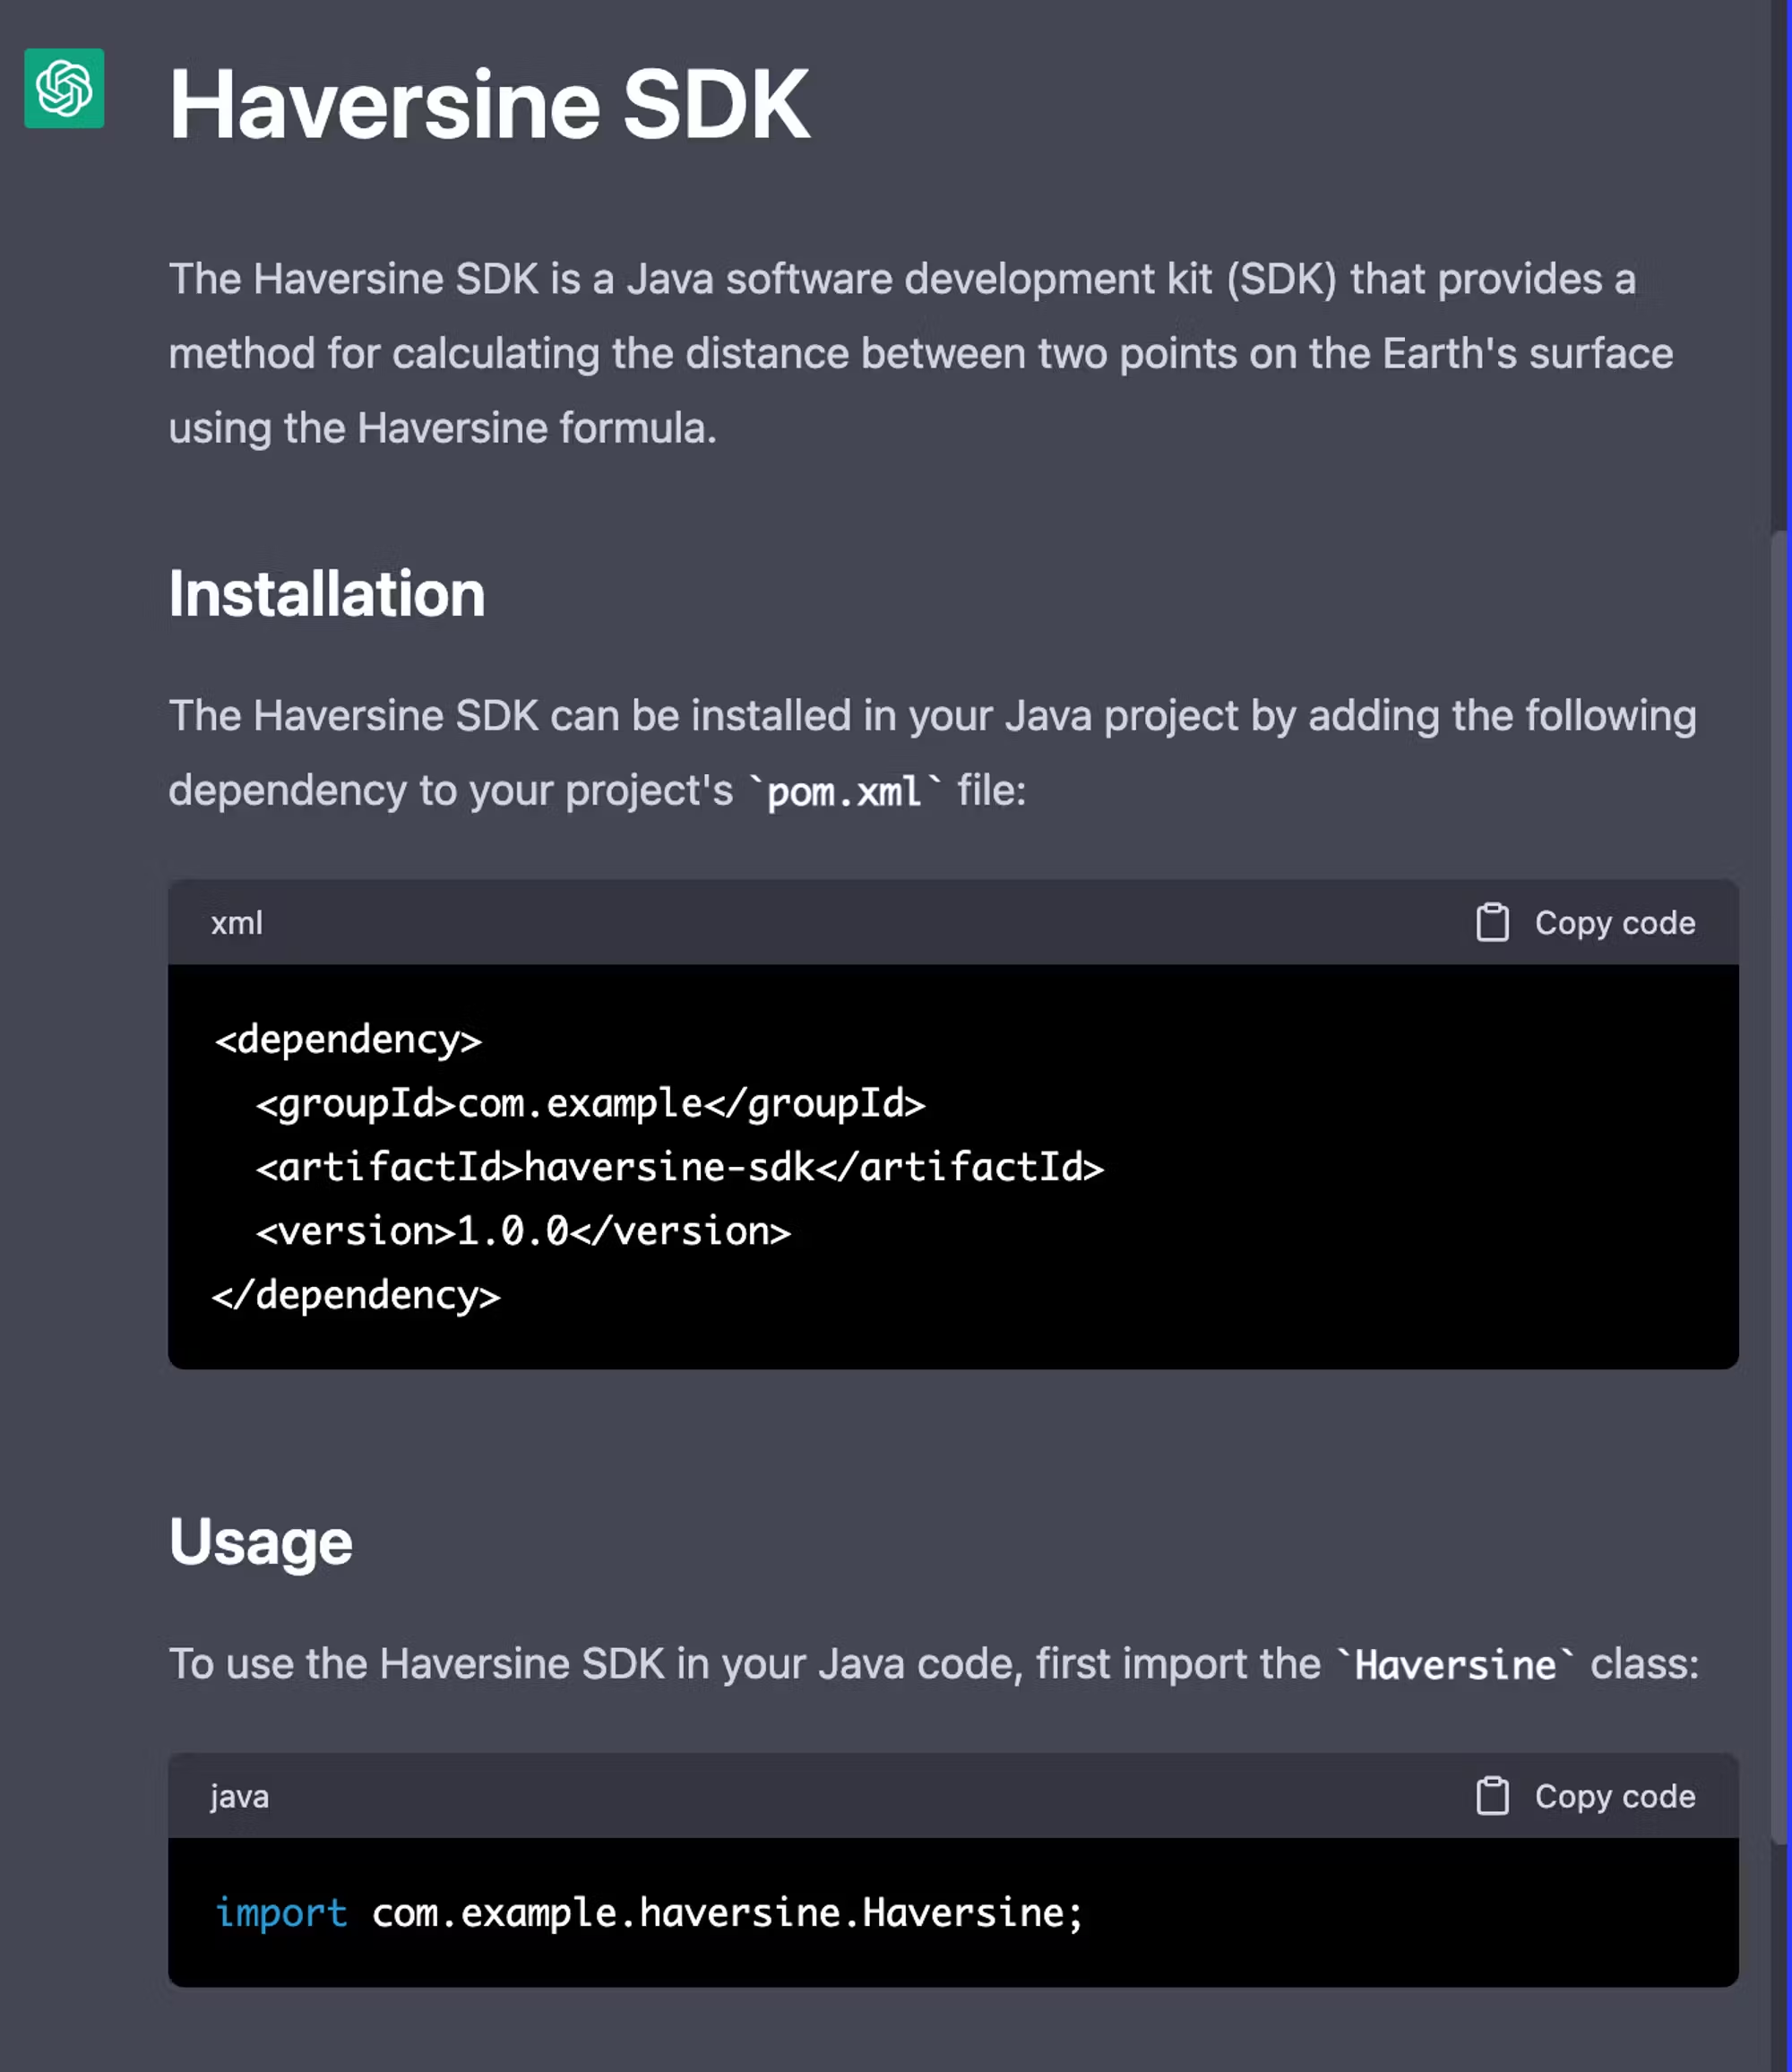 Haversine SDK
The Haversine SDK is a Java software development kit (SDK) that provides a
method for calculating the distance between two points on the Earth's surface
using the Haversine formula.
Installation
The Haversine SDK can be installed in your Java project by adding the following
dependency to your project's `pom.xml` file:
xml Copy code
<dependency>
  <groupId>com.example</groupId>
  <artifactId>haversine-sdk</artifactId>
  <version>1.0.0</version>
</dependency>
Usage
To use the Haversine SDK in your Java code, first import the `Haversine` class:
java Copy code
import com.example.haversine.Haversine;